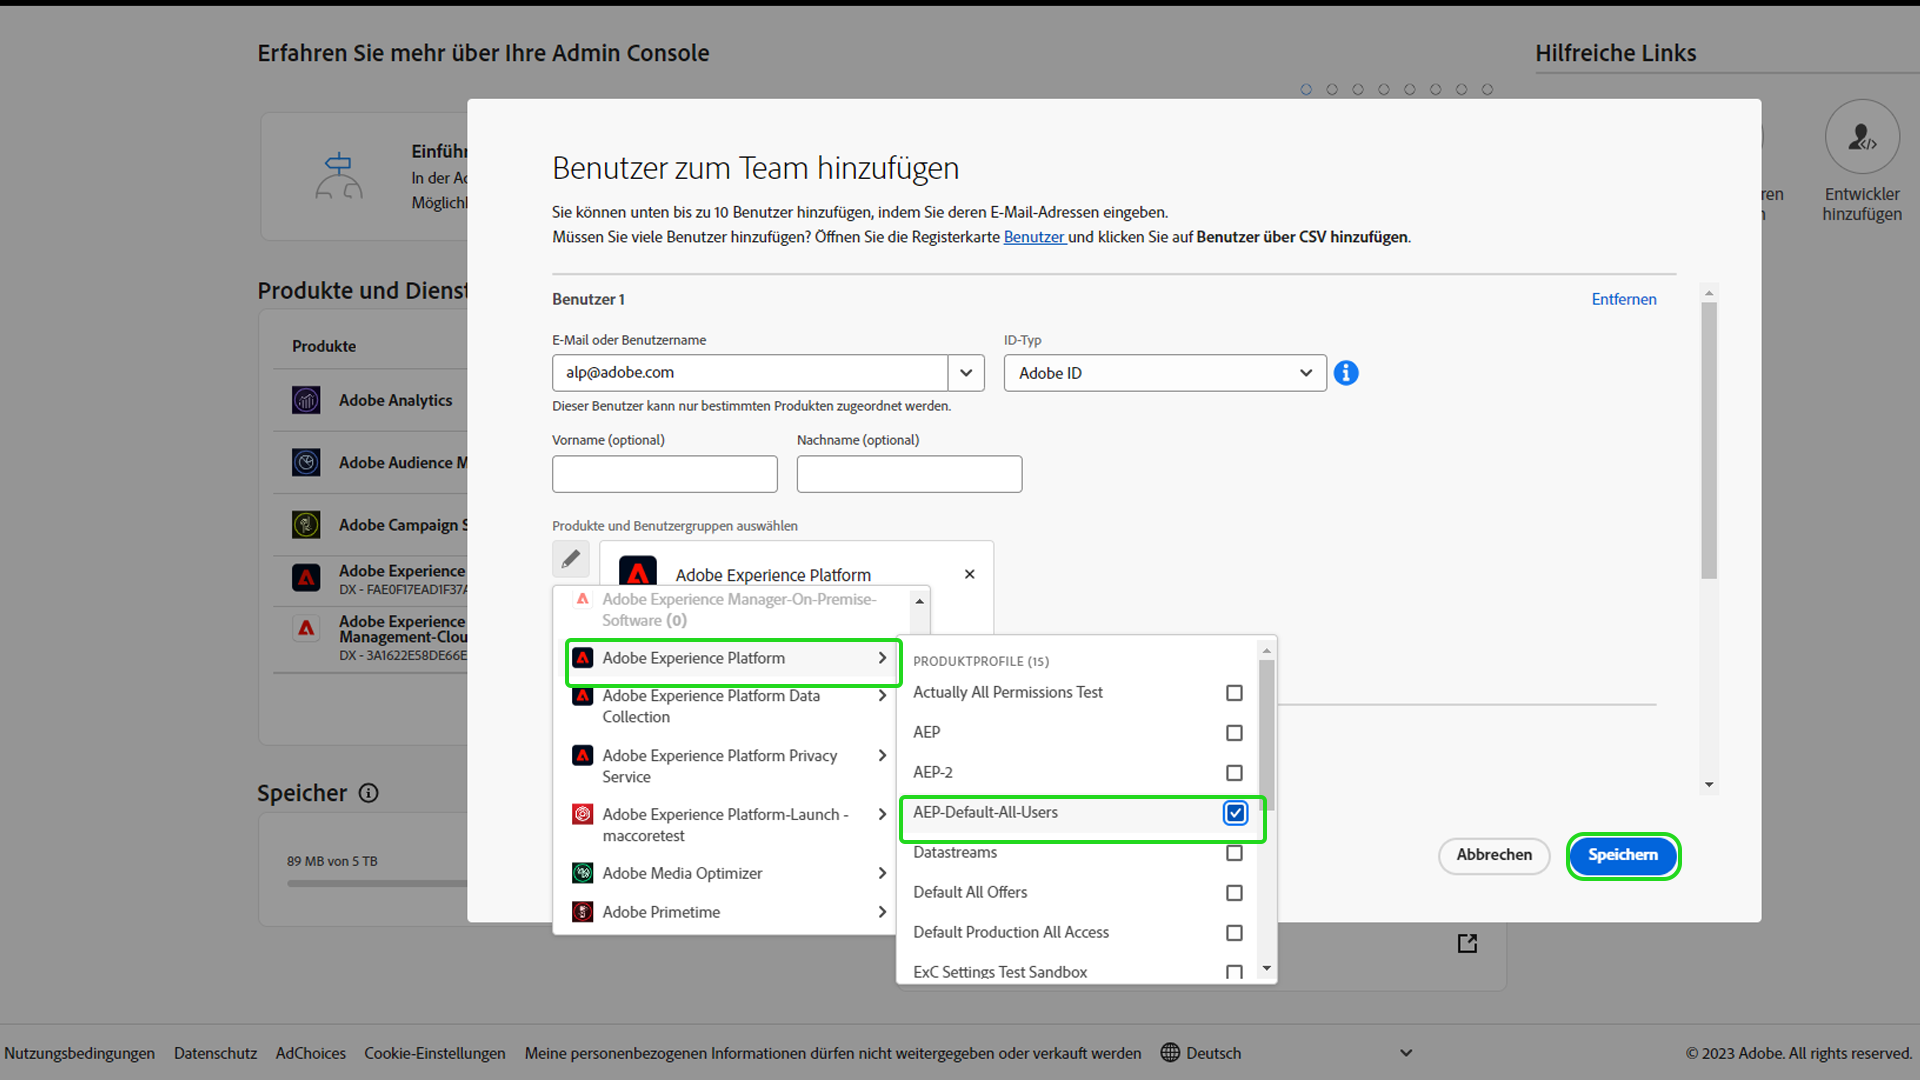 Erfahren Sie mehr über Ihre Admin Console
Hilfreiche Links
Einführ
In der Ad
Möglichk
Entwickler
hinzufügen
ren
Benutzer zum Team hinzufügen
Sie können unten bis zu 10 Benutzer hinzufügen, indem Sie deren E-Mail-Adressen eingeben.
Müssen Sie viele Benutzer hinzufügen? Öffnen Sie die Registerkarte Benutzer und klicken Sie auf Benutzer über CSV hinzufügen.
Produkte und Dienst
Produkte
Adobe Analytics
Adobe Audience M
Adobe Campaign S
Adobe Experience
DX - FAE0F17EAD1F37A
Adobe Experience
Management-Clou
DX - 3A1622E58DE66E
Benutzer 1
Entfernen
E-Mail oder Benutzername
ID-Typ
alp@adobe.com
Adobe ID
Dieser Benutzer kann nur bestimmten Produkten zugeordnet werden.
Vorname (optional)
Nachname (optional)
Produkte und Benutzergruppen auswählen
Adobe Experience Platform
Adobe Experience Manager-On-Premise-
Software (0)
Adobe Experience Platform
Adobe Experience Platform Data
Collection
Adobe Experience Platform Privacy
Service
Adobe Experience Platform-Launch -
maccoretest
Adobe Media Optimizer
Adobe Primetime
PRODUKTPROFILE (15)
Actually All Permissions Test
AEP
AEP-2
AEP-Default-All-Users
Datastreams
Default All Offers
Default Production All Access
ExC Settings Test Sandbox
Abbrechen
Speichern
Speicher
89 MB von 5 TB
Nutzungsbedingungen
Datenschutz
AdChoices
Cookie-Einstellungen
Meine personenbezogenen Informationen dürfen nicht weitergegeben oder verkauft werden
Deutsch
© 2023 Adobe. All rights reserved.